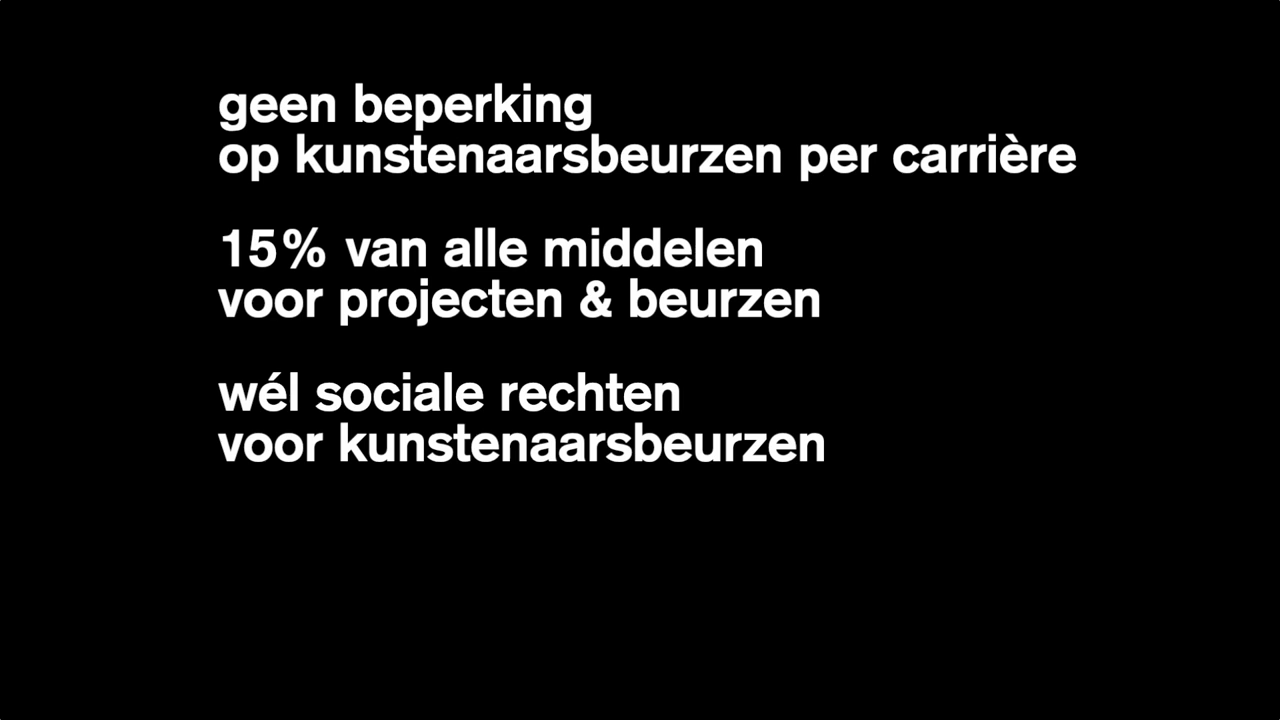 geen beperking
op kunstenaarsbeurzen per carrière
15% van alle middelen
voor projecten & beurzen
wél sociale rechten
voor kunstenaarsbeurzen